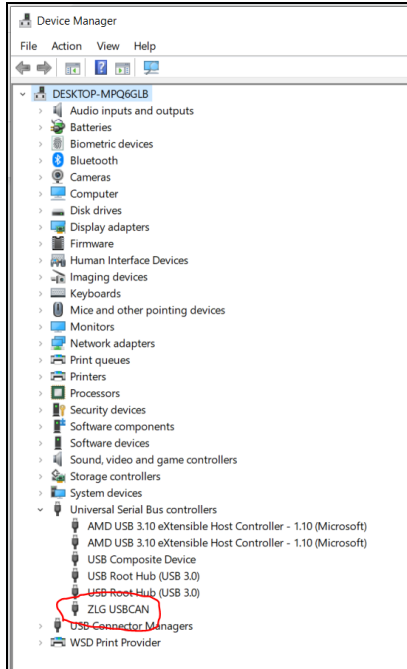 Device Manager
File Action View Help
DESKTOP-MPQ6GLB
Audio inputs and outputs
Batteries
Biometric devices
Bluetooth
Cameras
Computer
Disk drives
Display adapters
Firmware
Human Interface Devices
Imaging devices
Keyboards
Mice and other pointing devices
Monitors
Network adapters
Print queues
Printers
Processors
Security devices
Software components
Software devices
Sound, video and game controllers
Storage controllers
System devices
Universal Serial Bus controllers
AMD USB 3.10 eXtensible Host Controller - 1.10 (Microsoft)
AMD USB 3.10 eXtensible Host Controller - 1.10 (Microsoft)
USB Composite Device
USB Root Hub (USB 3.0)
USB Root Hub (USB 3.0)
ZLG USBCAN
USB Connector Managers
WSD Print Provider